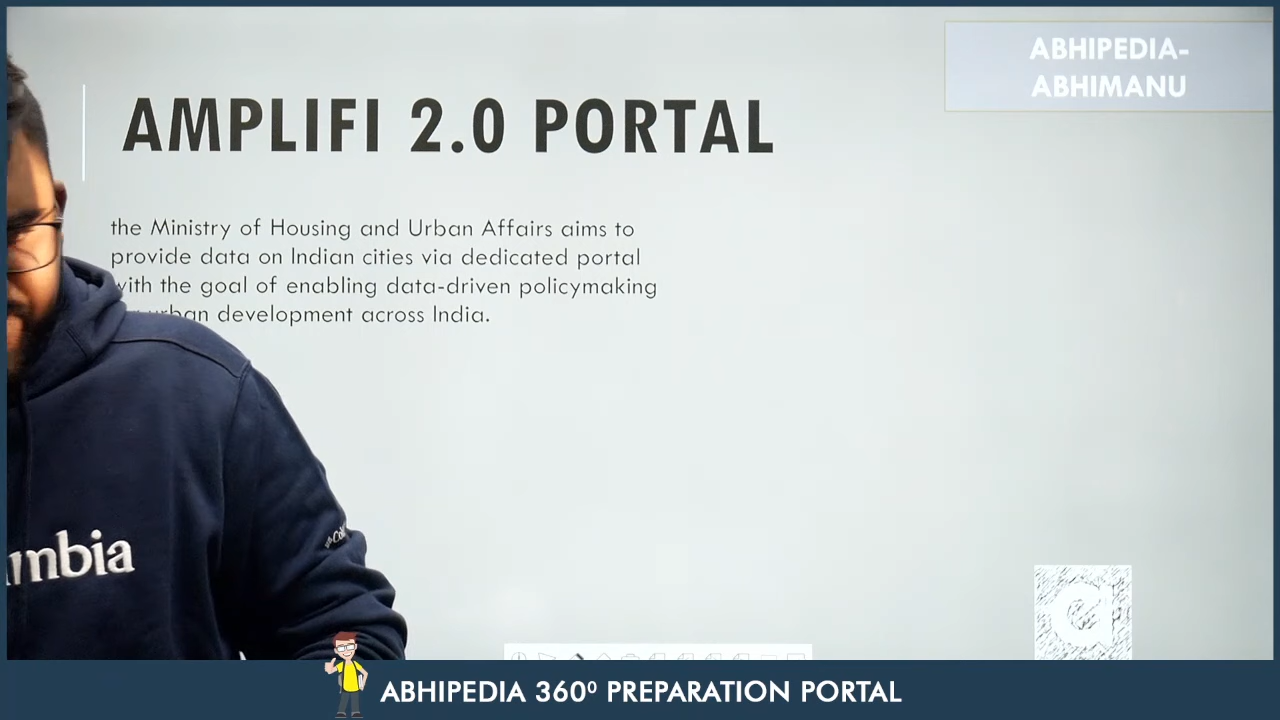 ABHIPEDIA-
ABHIMANU
AMPLIFI 2.0 PORTAL
the Ministry of Housing and Urban Affairs aims to
provide data on Indian cities via dedicated portal
with the goal of enabling data-driven policymaking
urban development across India.
mbia
ABHIPEDIA 360⁰ PREPARATION PORTAL